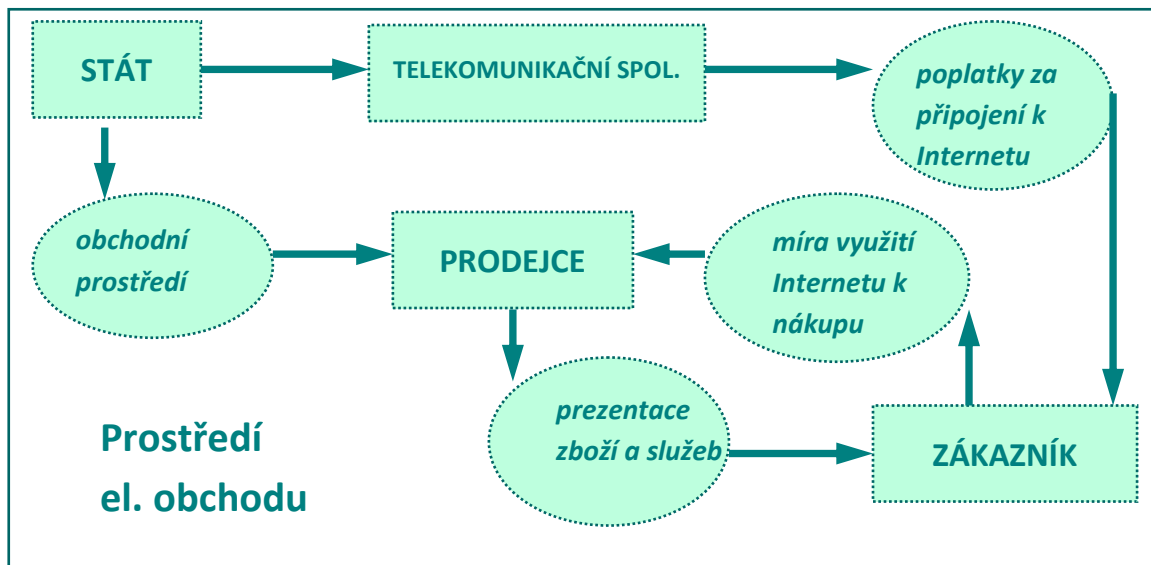 STÁT
TELEKOMUNIKAČNÍ SPOL.
poplatky za
připojení k
Internetu
obchodní
prostředí
PRODEJCE
míra využití
Internetu k
nákupu
prezentace
zboží a služeb
ZÁKAZNÍK
Prostředí
el. obchodu